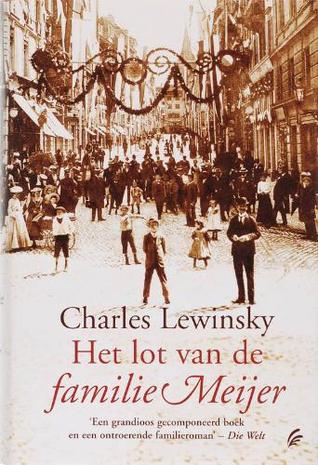 Charles Lewinsky
Het lot van de
familie Meijer
'Een grandioos gecomponeerd boek
en een ontroerende familieroman' – Die Welt